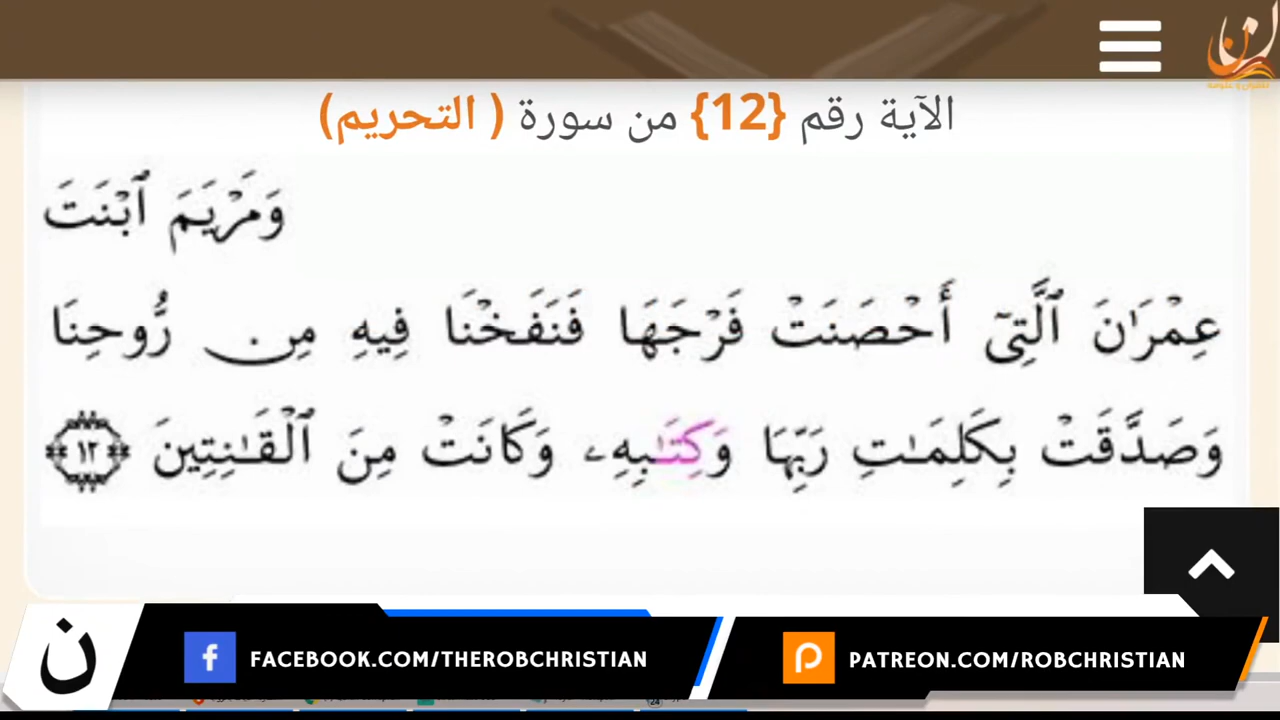 الآية رقم {12} من سورة ( التحريم)
وَمَرْيَمَ ٱبْنَتَ
عِمْرَٰنَ ٱلَّتِىٓ أَحْصَنَتْ فَرْجَهَا فَنَفَخْنَا فِيهِ مِن رُّوحِنَا
وَصَدَّقَتْ بِكَلِمَـٰتِ رَبِّهَا وَكِتَـٰبِهِۦ وَكَانَتْ مِنَ ٱلْقَـٰنِتِينَ ١٢
ن
FACEBOOK.COM/THEROBCHRISTIAN
PATREON.COM/ROBCHRISTIAN